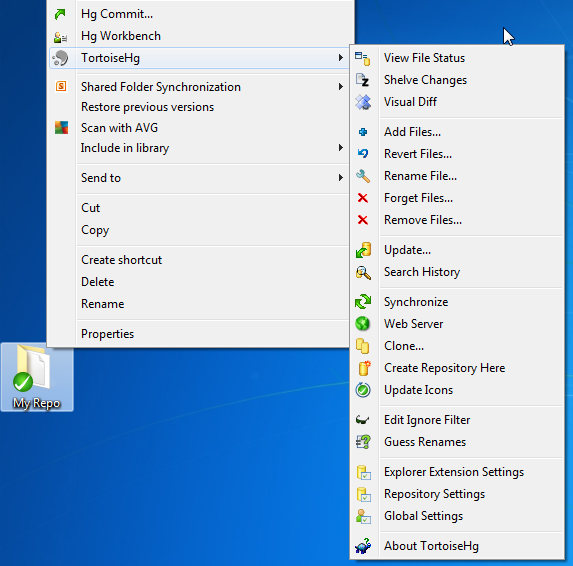 Hg Commit...
Hg Workbench
TortoiseHg
Shared Folder Synchronization
Restore previous versions
Scan with AVG
Include in library
Send to
Cut
Copy
Create shortcut
Delete
Rename
Properties
My Repo
View File Status
Shelve Changes
Visual Diff
Add Files...
Revert Files...
Rename File...
Forget Files...
Remove Files...
Update...
Search History
Synchronize
Web Server
Clone...
Create Repository Here
Update Icons
Edit Ignore Filter
Guess Renames
Explorer Extension Settings
Repository Settings
Global Settings
About TortoiseHg